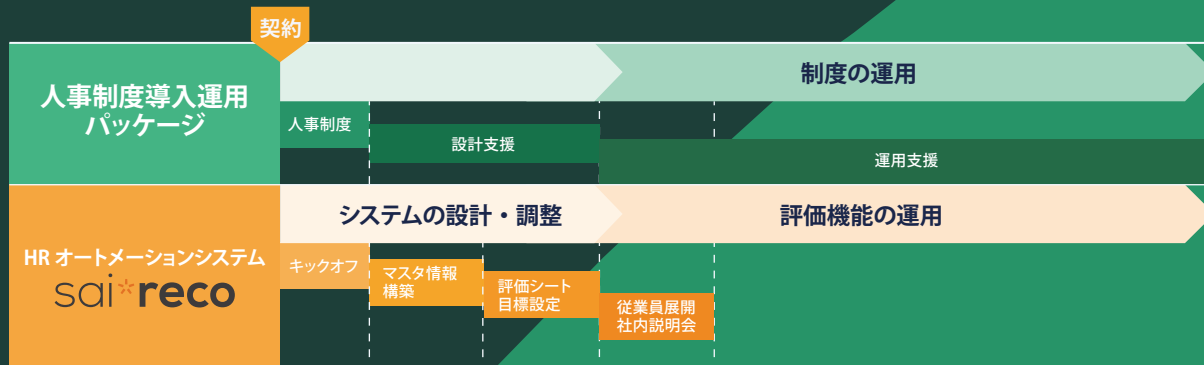 契約
人事制度導入運用
パッケージ
制度の運用
人事制度
設計支援
運用支援
HR オートメーションシステム
sai*reco
システムの設計・調整
評価機能の運用
キックオフ
マスタ情報
構築
評価シート
目標設定
従業員展開
社内説明会